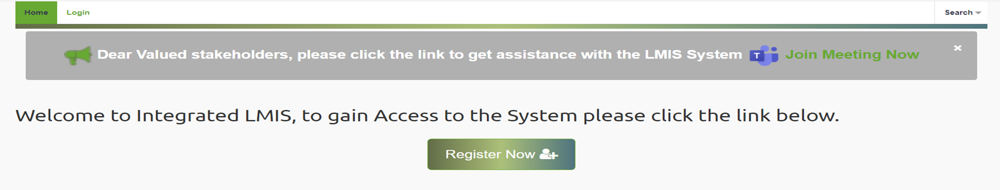 Home Login Search
Dear Valued stakeholders, please click the link to get assistance with the LMIS System T Join Meeting Now ×
Welcome to Integrated LMIS, to gain Access to the System please click the link below.
Register Now